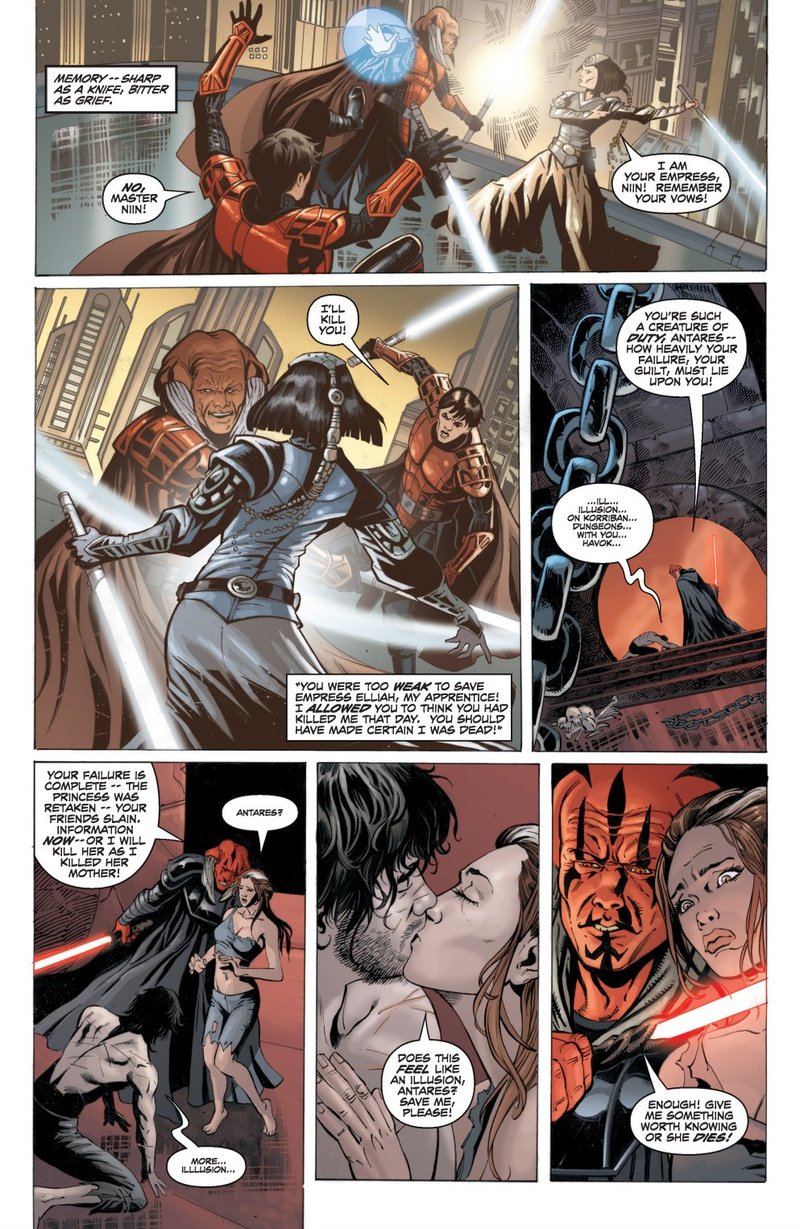 MEMORY -- SHARP
AS A KNIFE, BITTER
AS GRIEF.
NO,
MASTER
NIIN!
I AM
YOUR EMPRESS,
NIIN! REMEMBER
YOUR VOWS!
I'LL
KILL
YOU!
"YOU WERE TOO WEAK TO SAVE
EMPRESS ELLIAH, MY APPRENTICE!
I ALLOWED YOU TO THINK YOU HAD
KILLED ME THAT DAY. YOU SHOULD
HAVE MADE CERTAIN I WAS DEAD!"
YOU'RE SUCH
A CREATURE OF
DUTY, ANTARES --
HOW HEAVILY YOUR
FAILURE, YOUR
GUILT, MUST LIE
UPON YOU!
...ILL...
ILLUSION...
ON KORRIBAN...
DUNGEONS...
WITH YOU...
HAVOK...
YOUR FAILURE IS
COMPLETE -- THE
PRINCESS WAS
RETAKEN -- YOUR
FRIENDS SLAIN.
INFORMATION
NOW -- OR I WILL
KILL HER AS I
KILLED HER
MOTHER!
ANTARES?
MORE...
ILLLUSION...
DOES THIS
FEEL LIKE
AN ILLUSION,
ANTARES?
SAVE ME,
PLEASE!
ENOUGH! GIVE
ME SOMETHING
WORTH KNOWING
OR SHE DIES!